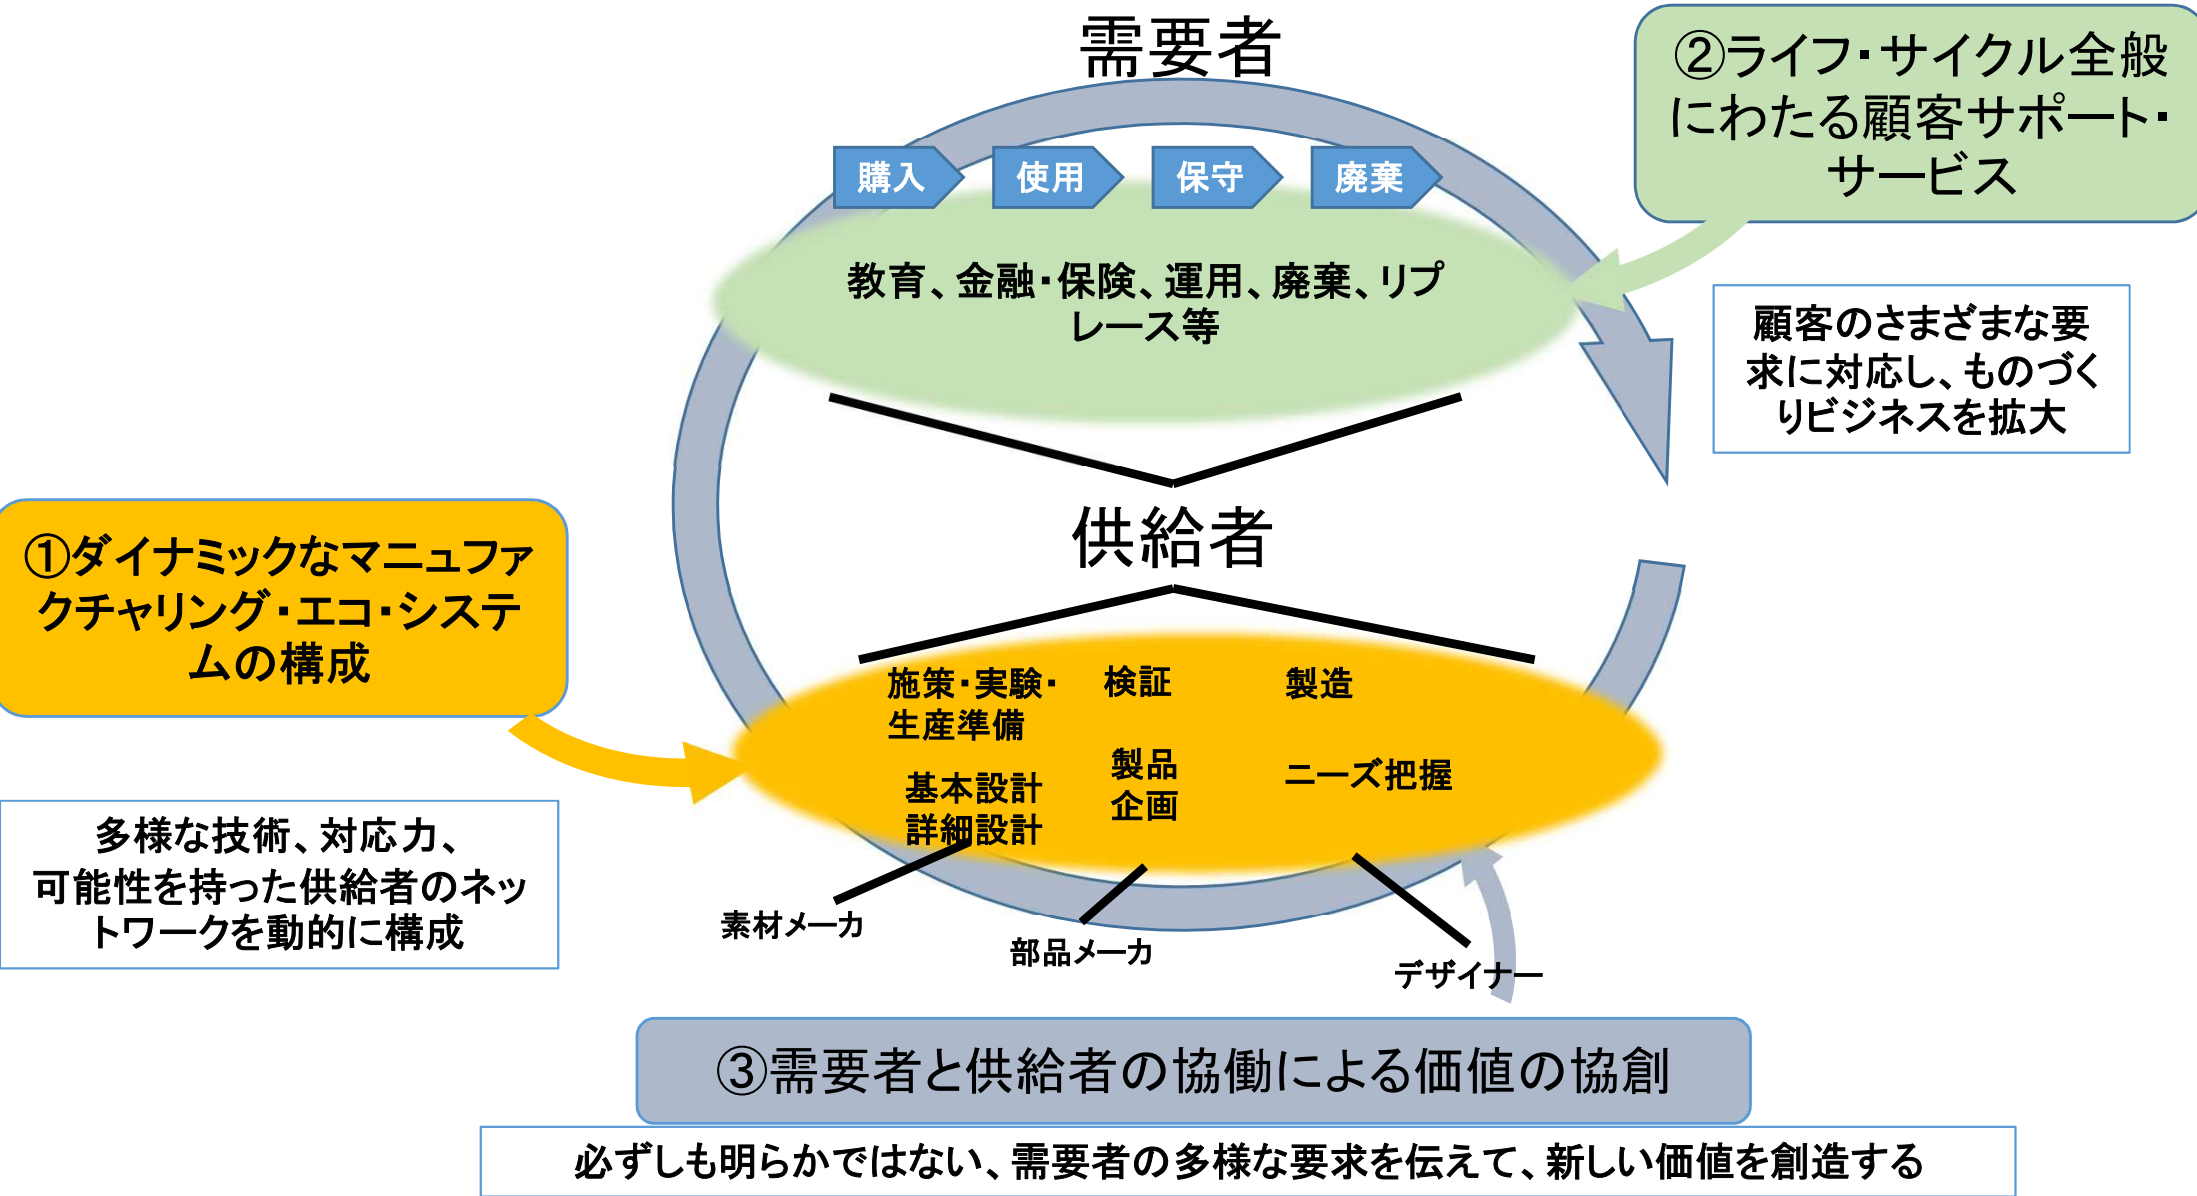 需要者
②ライフ・サイクル全般
にわたる顧客サポート・
サービス
購入
使用
保守
廃棄
教育、金融・保険、運用、廃棄、リプ
レース等
顧客のさまざまな要
求に対応し、ものづく
りビジネスを拡大
供給者
①ダイナミックなマニュファ
クチャリング・エコ・システ
ムの構成
施策・実験・
生産準備
検証
製造
基本設計
詳細設計
製品
企画
ニーズ把握
多様な技術、対応力、
可能性を持った供給者のネッ
トワークを動的に構成
素材メーカ
部品メーカ
デザイナー
③需要者と供給者の協働による価値の協創
必ずしも明らかではない、需要者の多様な要求を伝えて、新しい価値を創造する